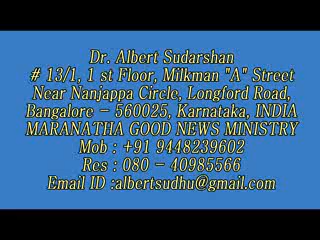 Dr. Albert Sudarshan
# 13/1, 1 st Floor, Milkman "A" Street
Near Nanjappa Circle, Longford Road,
Bangalore - 560025, Karnataka, INDIA
MARANATHA GOOD NEWS MINISTRY
Mob : +91 9448239602
Res : 080 - 40985566
Email ID :albertsudhu@gmail.com